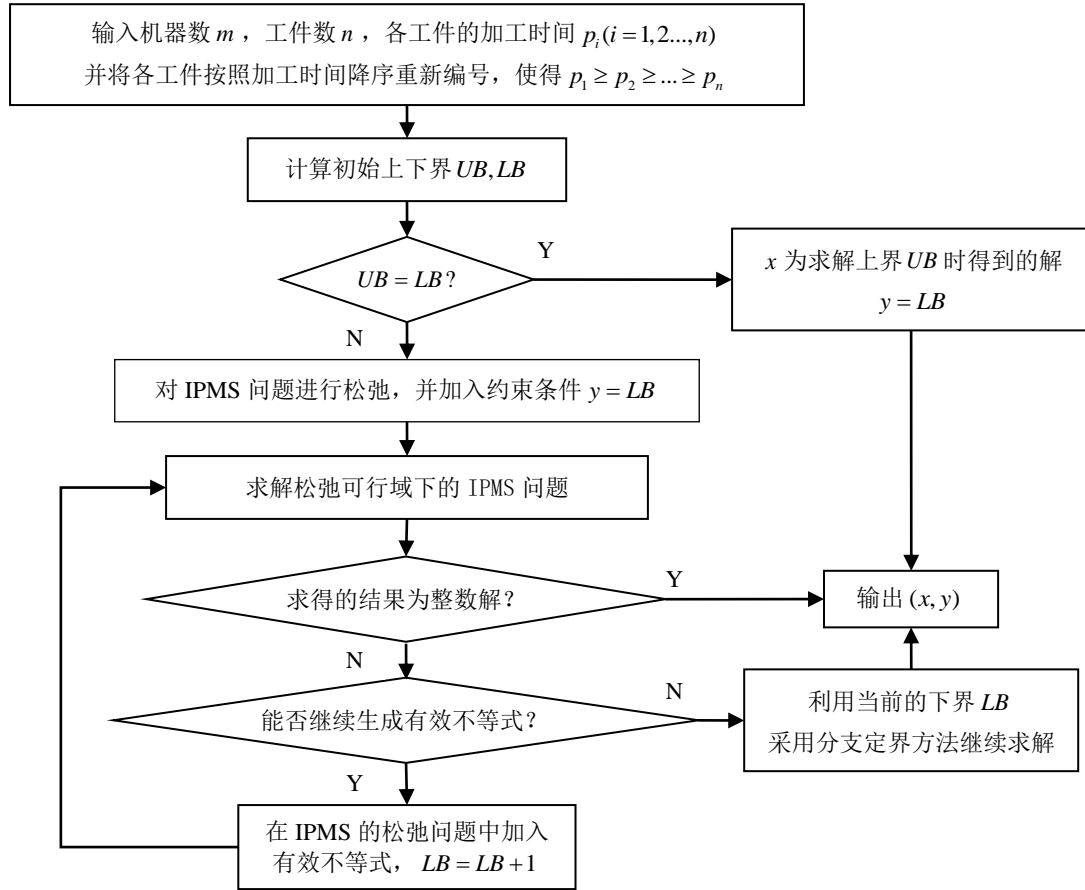 输入机器数 m ，工件数 n ，各工件的加工时间 p_i(i=1,2...,n)
并将各工件按照加工时间降序重新编号，使得 p_1 ≥ p_2 ≥ ... ≥ p_n
计算初始上下界 UB, LB
UB = LB ?
Y
x 为求解上界 UB 时得到的解
y = LB
N
对 IPMS 问题进行松弛，并加入约束条件 y = LB
求解松弛可行域下的 IPMS 问题
求得的结果为整数解？
Y
输出 (x, y)
N
能否继续生成有效不等式？
N
利用当前的下界 LB
采用分支定界方法继续求解
Y
在 IPMS 的松弛问题中加入
有效不等式， LB = LB +1